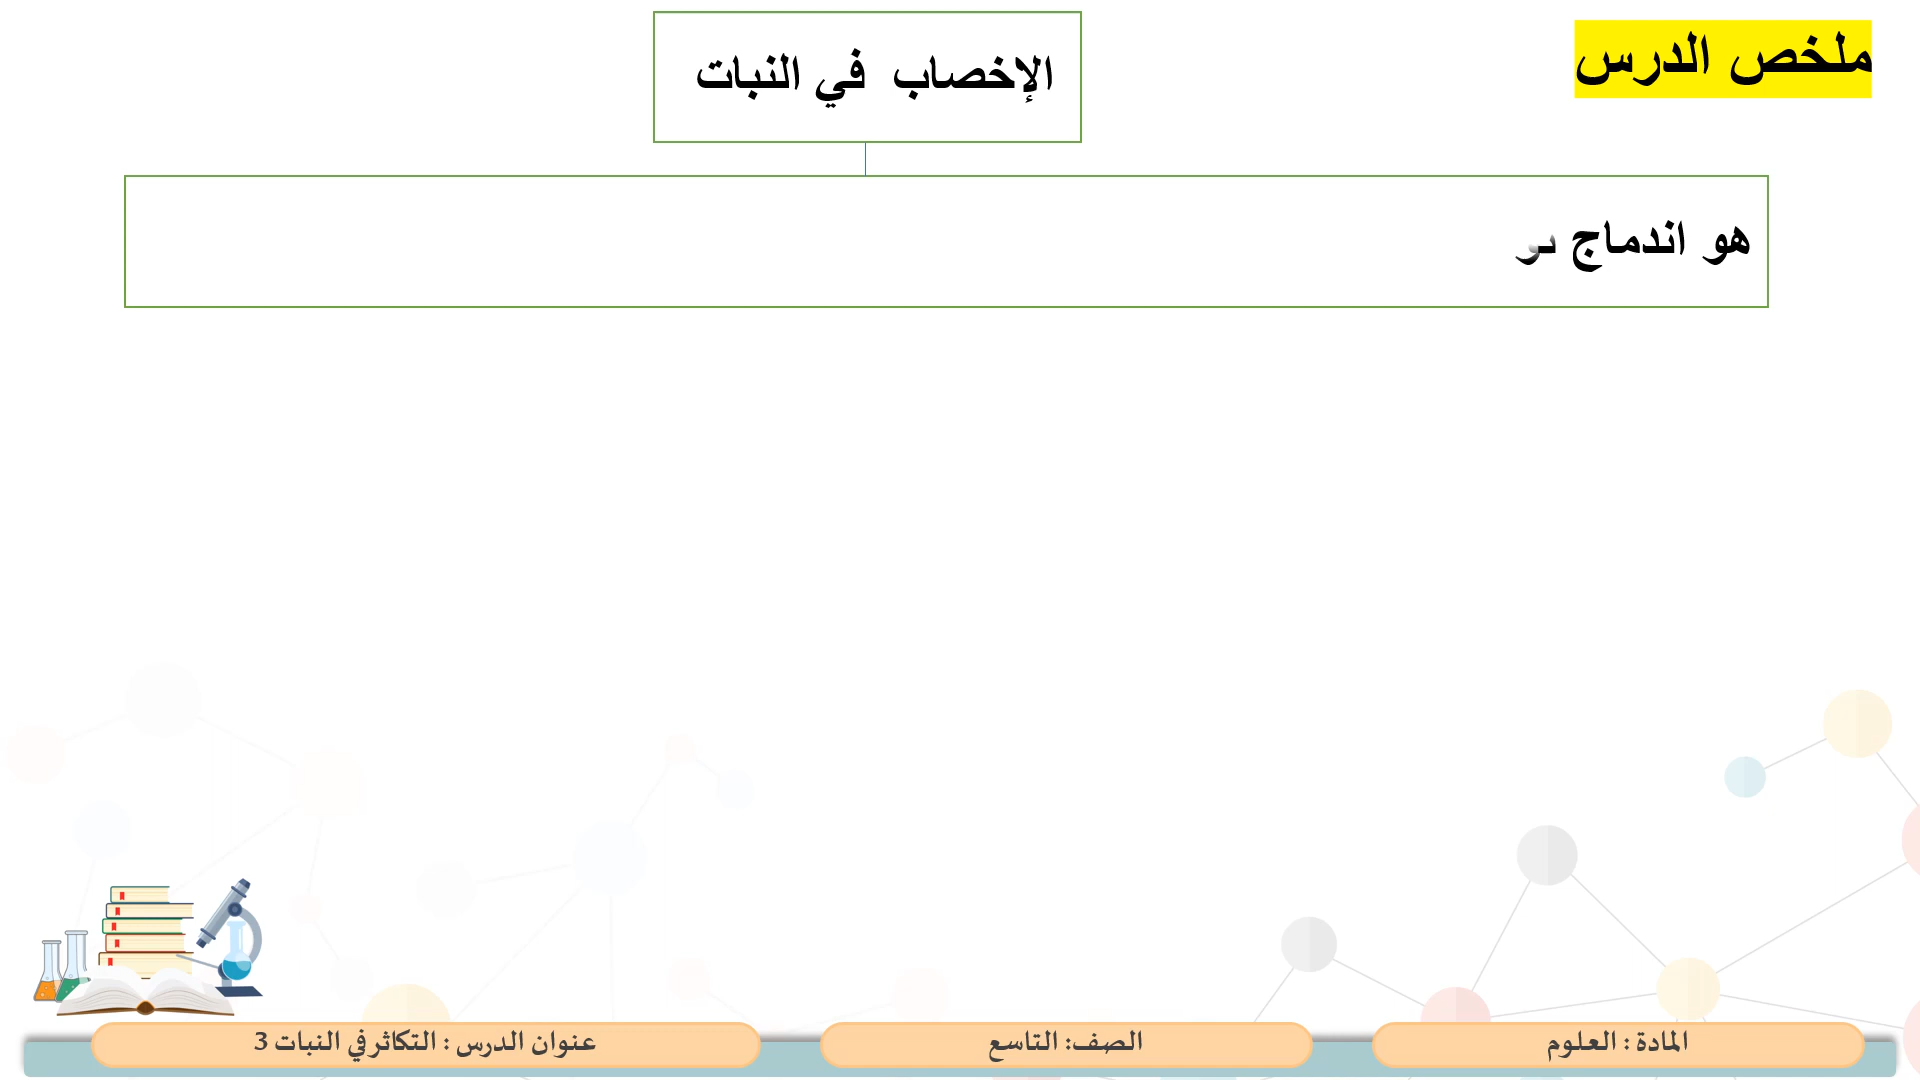 ملخص الدرس
الإخصاب في النبات
هو اندماج
المادة : العلوم
الصف: التاسع
عنوان الدرس : التكاثر في النبات 3